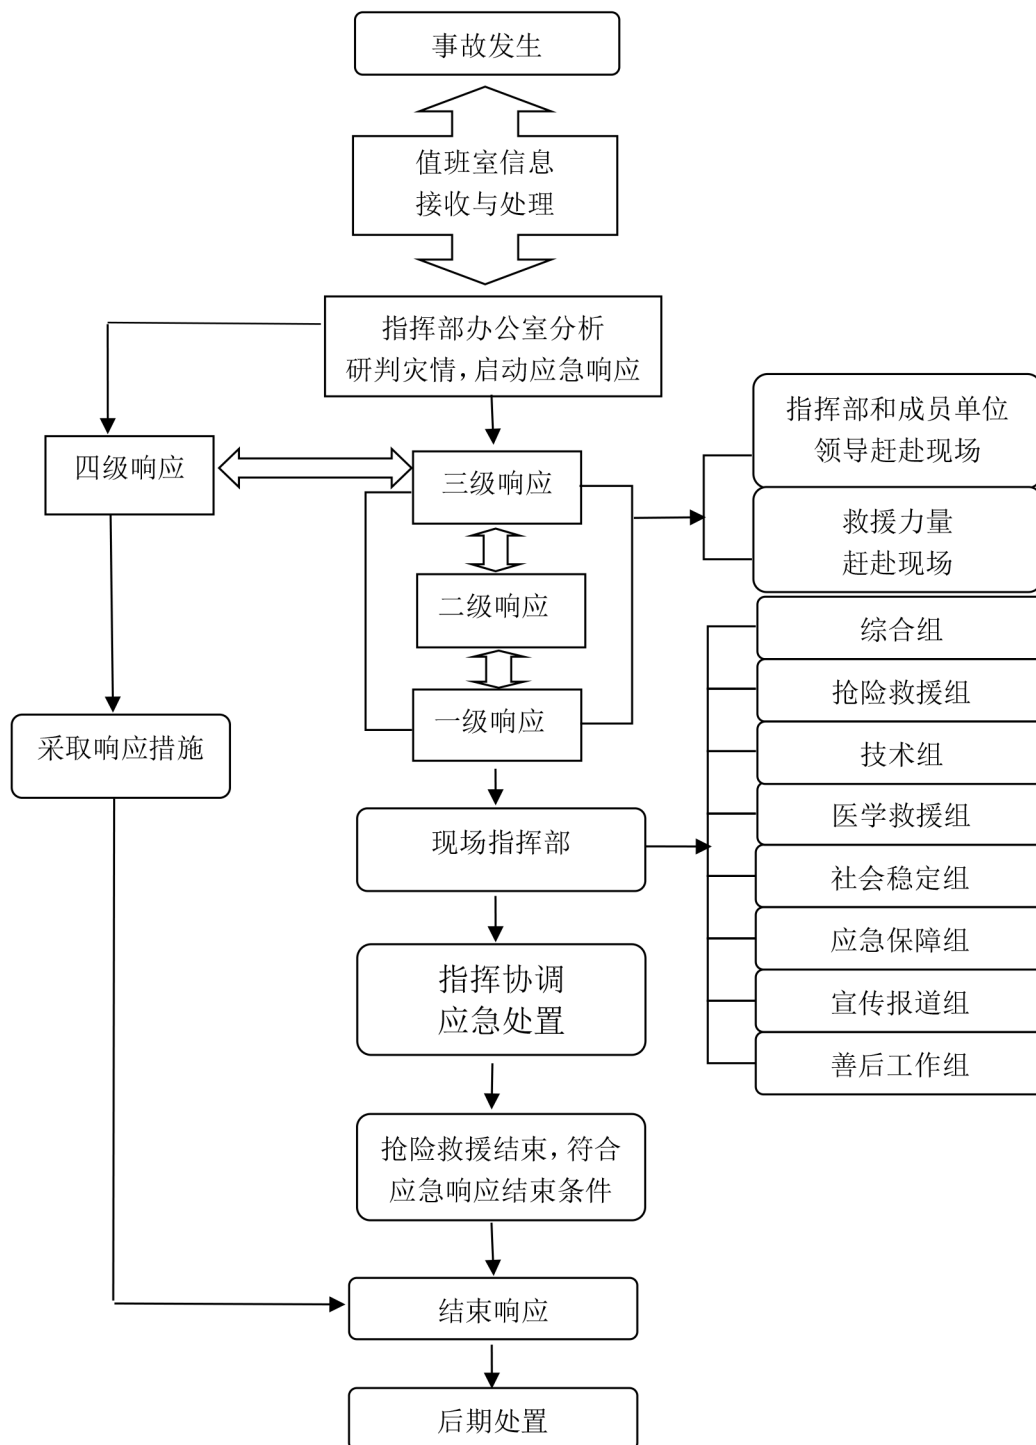 事故发生
值班室信息
接收与处理
指挥部办公室分析
研判灾情，启动应急响应
指挥部和成员单位
领导赶赴现场
四级响应
三级响应
救援力量
赶赴现场
二级响应
综合组
抢险救援组
一级响应
采取响应措施
技术组
医学救援组
现场指挥部
社会稳定组
应急保障组
指挥协调
应急处置
宣传报道组
善后工作组
抢险救援结束，符合
应急响应结束条件
结束响应
后期处置